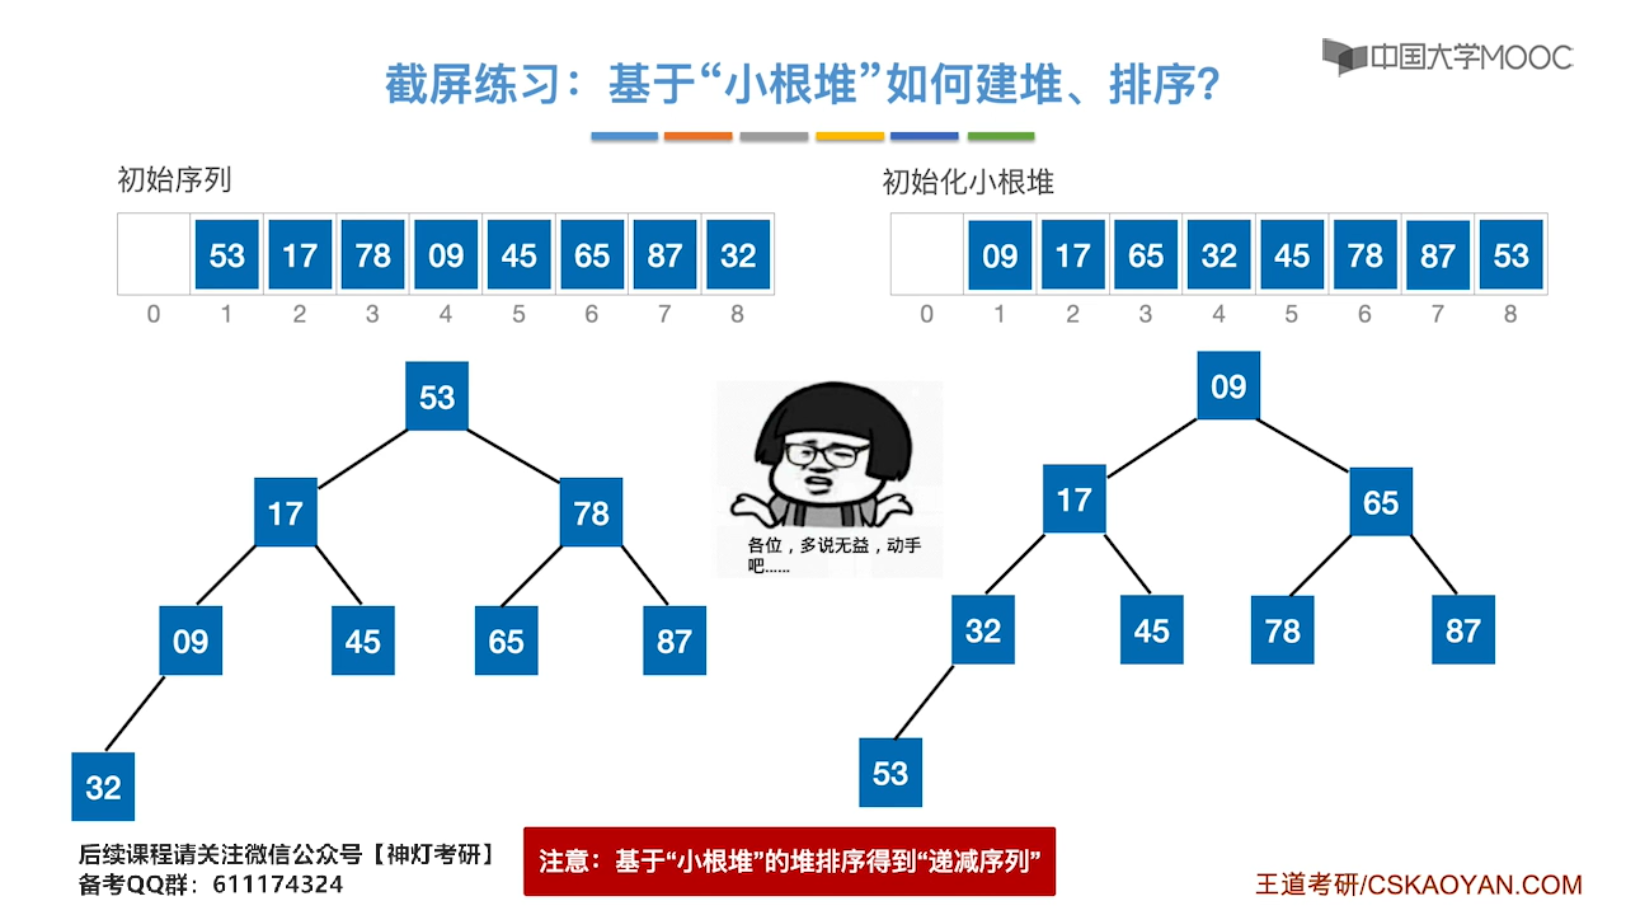 中国大学MOOC
截屏练习：基于“小根堆”如何建堆、排序？
初始序列
53 17 78 09 45 65 87 32
0 1 2 3 4 5 6 7 8
初始化小根堆
09 17 65 32 45 78 87 53
0 1 2 3 4 5 6 7 8
53
17 78
09 45 65 87
32
各位，多说无益，动手
吧......
09
17 65
32 45 78 87
53
后续课程请关注微信公众号【神灯考研】
备考QQ群：611174324
注意：基于“小根堆”的堆排序得到“递减序列”
王道考研/CSKAOYAN.COM